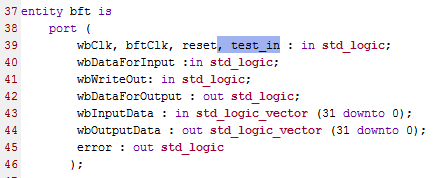 37 entity bft is
38 port (
39 wbClk, bftClk, reset, test_in : in std_logic;
40 wbDataForInput :in std_logic;
41 wbWriteOut: in std_logic;
42 wbDataForOutput : out std_logic;
43 wbInputData : in std_logic_vector (31 downto 0);
44 wbOutputData : out std_logic_vector (31 downto 0);
45 error : out std_logic
46 );